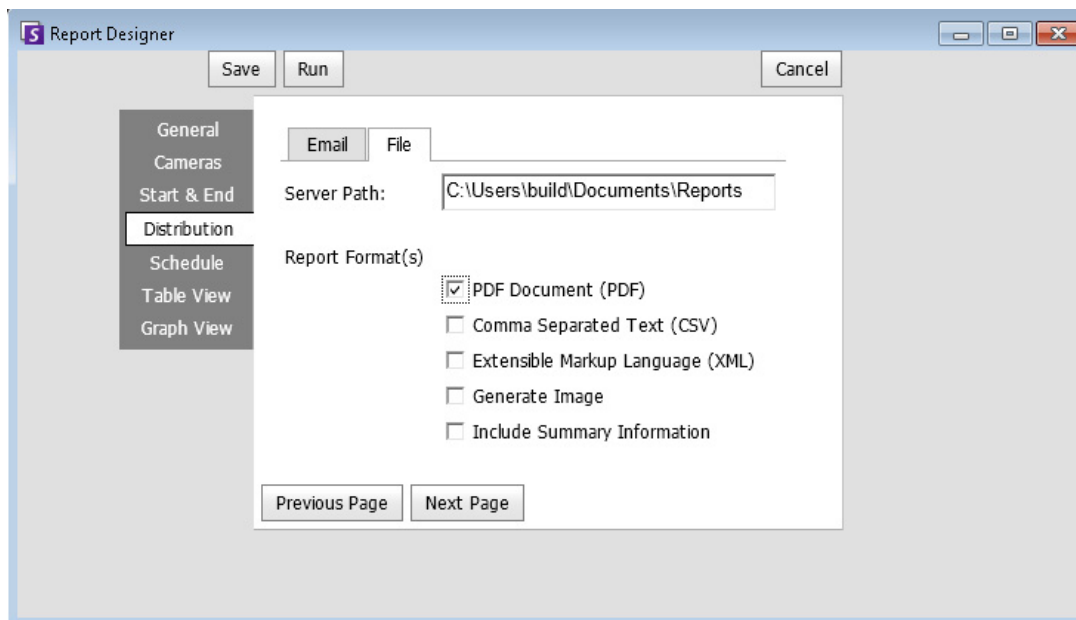 Report Designer
Save Run Cancel
General
Cameras
Start & End
Distribution
Schedule
Table View
Graph View
Email File
Server Path: C:\Users\build\Documents\Reports
Report Format(s)
PDF Document (PDF)
Comma Separated Text (CSV)
Extensible Markup Language (XML)
Generate Image
Include Summary Information
Previous Page Next Page